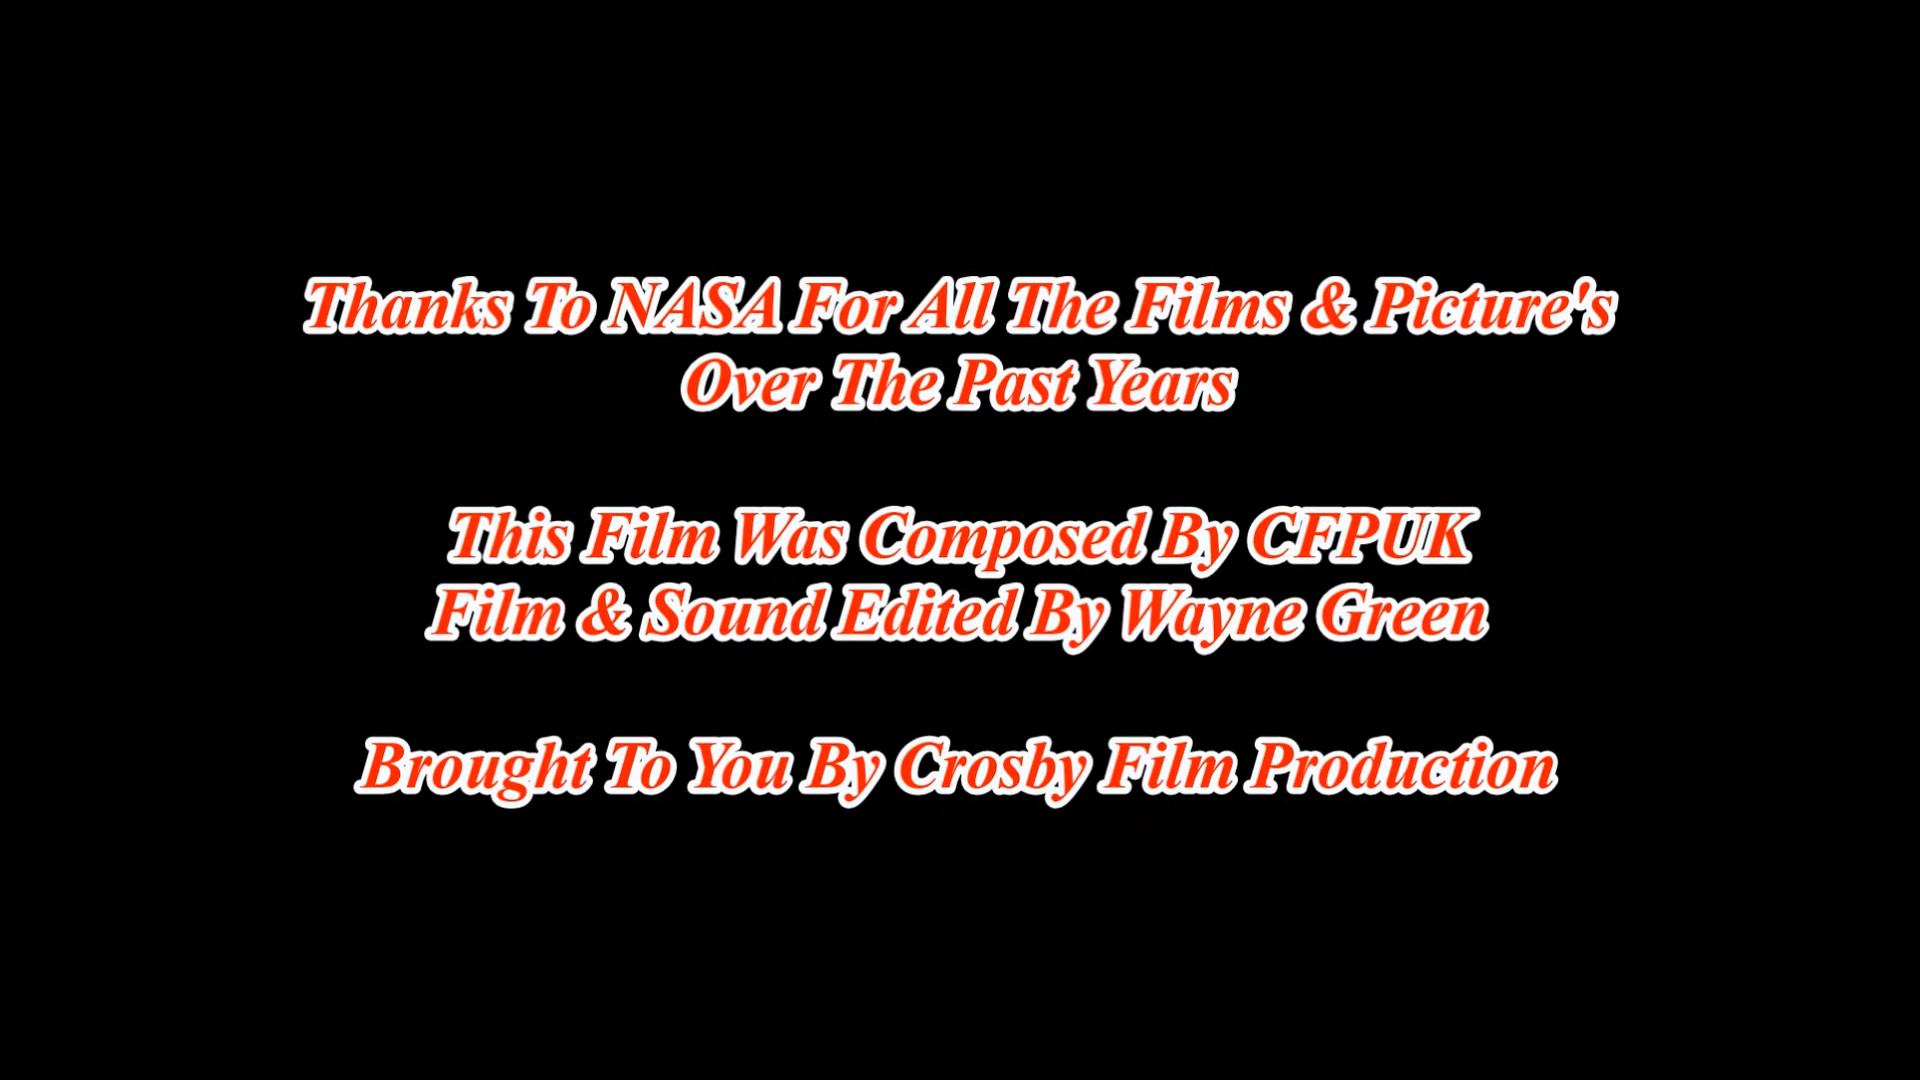 Thanks To NASA For All The Films & Picture's
Over The Past Years
This Film Was Composed By CFPUK
Film & Sound Edited By Wayne Green
Brought To You By Crosby Film Production